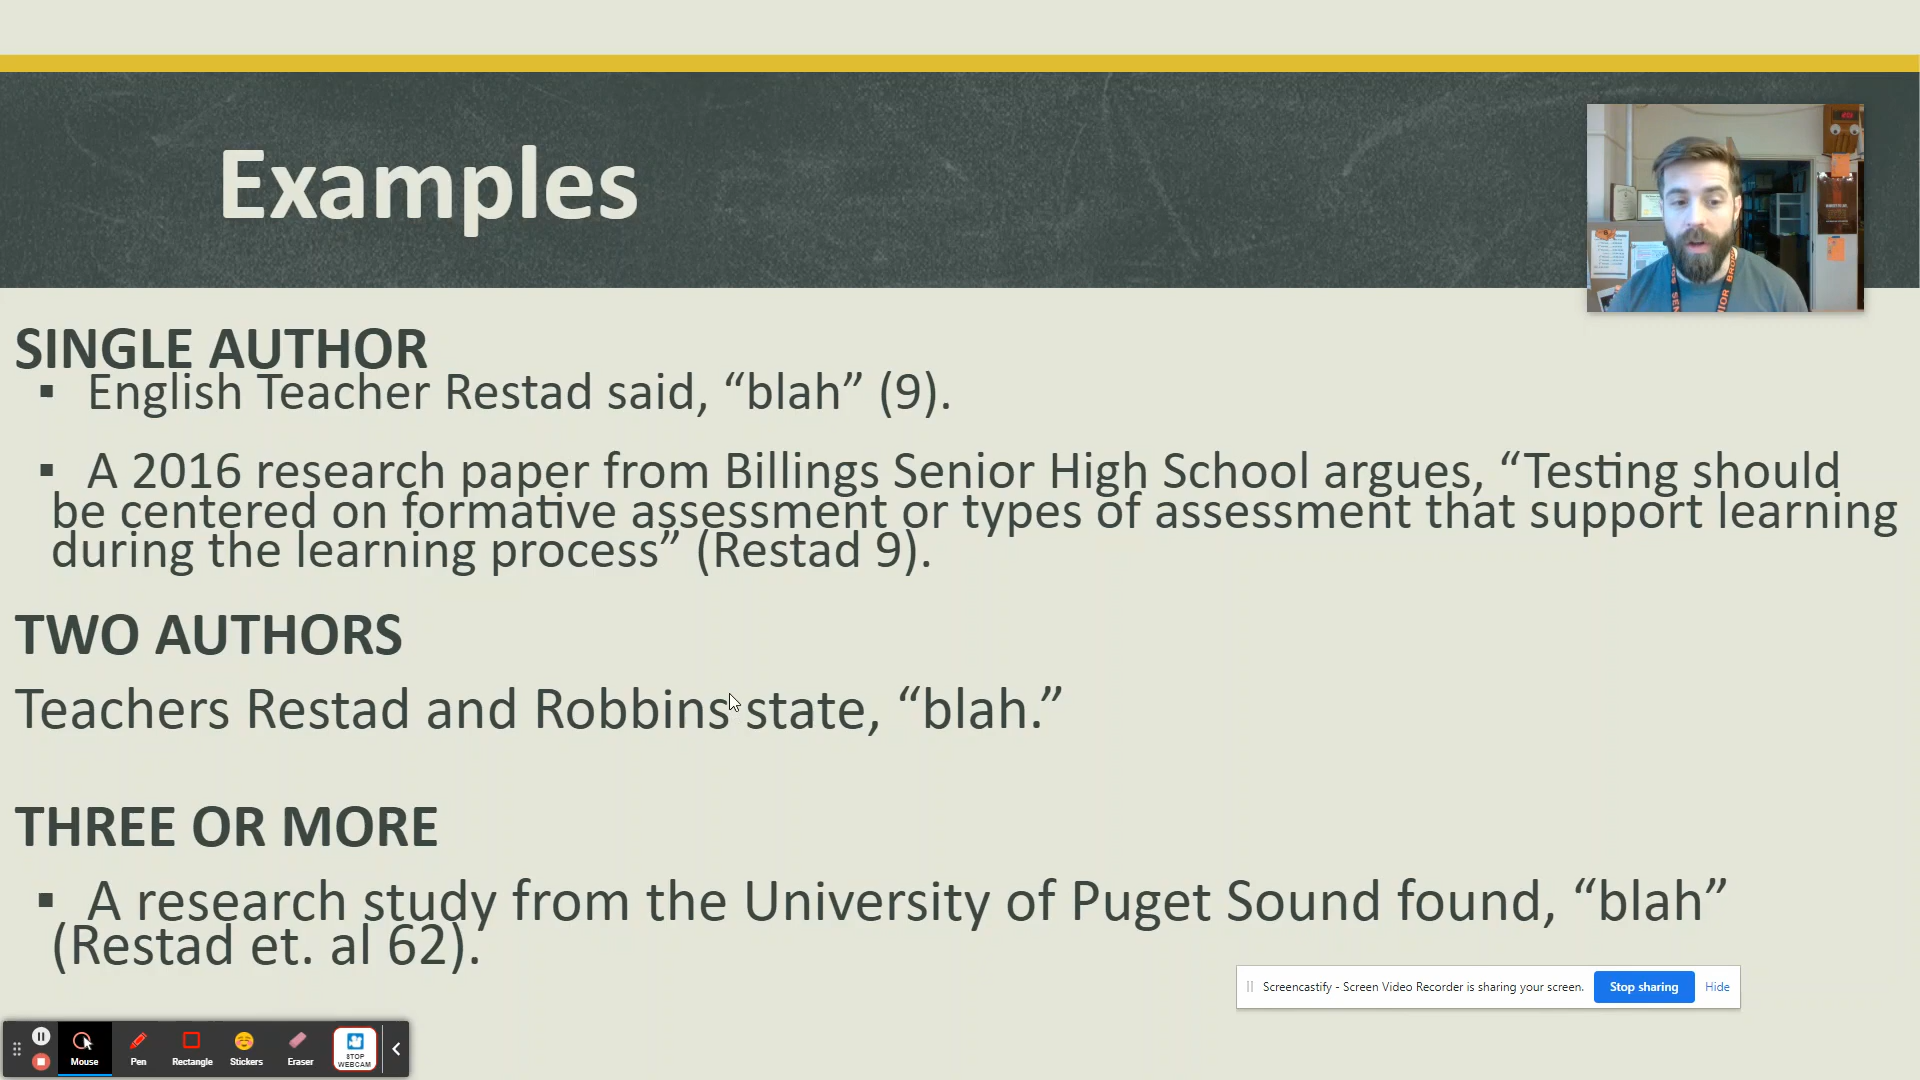 Examples
SINGLE AUTHOR
▪ English Teacher Restad said, “blah” (9).
▪ A 2016 research paper from Billings Senior High School argues, “Testing should
be centered on formative assessment or types of assessment that support learning
during the learning process” (Restad 9).
TWO AUTHORS
Teachers Restad and Robbins state, “blah.”
THREE OR MORE
▪ A research study from the University of Puget Sound found, “blah”
(Restad et. al 62).
Screencastify - Screen Video Recorder is sharing your screen. Stop sharing Hide
Mouse Pen Rectangle Stickers Eraser STOP
WEBCAM